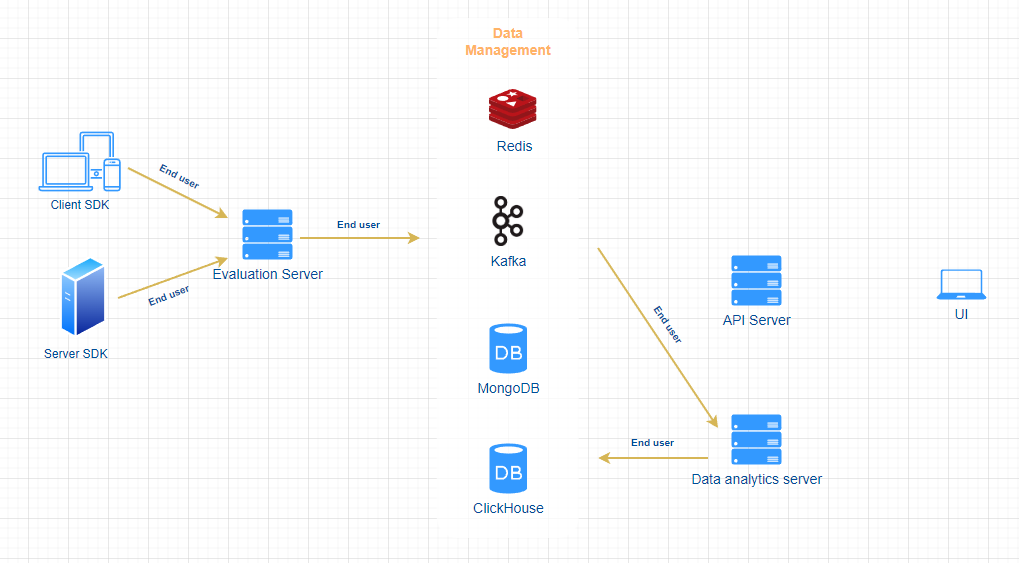 Data
Management
Redis
End user
Client SDK
End user
Kafka
Evaluation Server
End user
Server SDK
API Server
UI
End user
DB
MongoDB
End user
DB
ClickHouse
Data analytics server